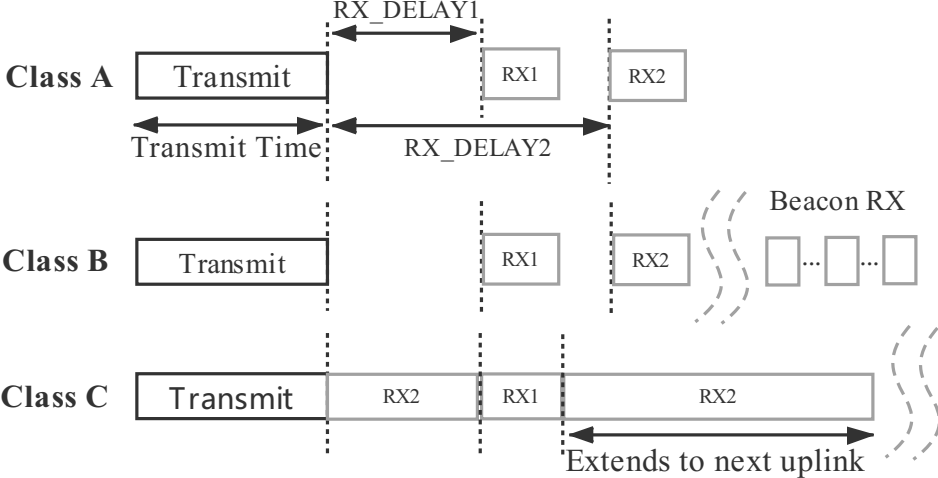 RX_DELAY1
Class A Transmit RX1 RX2
Transmit Time RX_DELAY2
Beacon RX
Class B Transmit RX1 RX2 ... ...
Class C Transmit RX2 RX1 RX2
Extends to next uplink